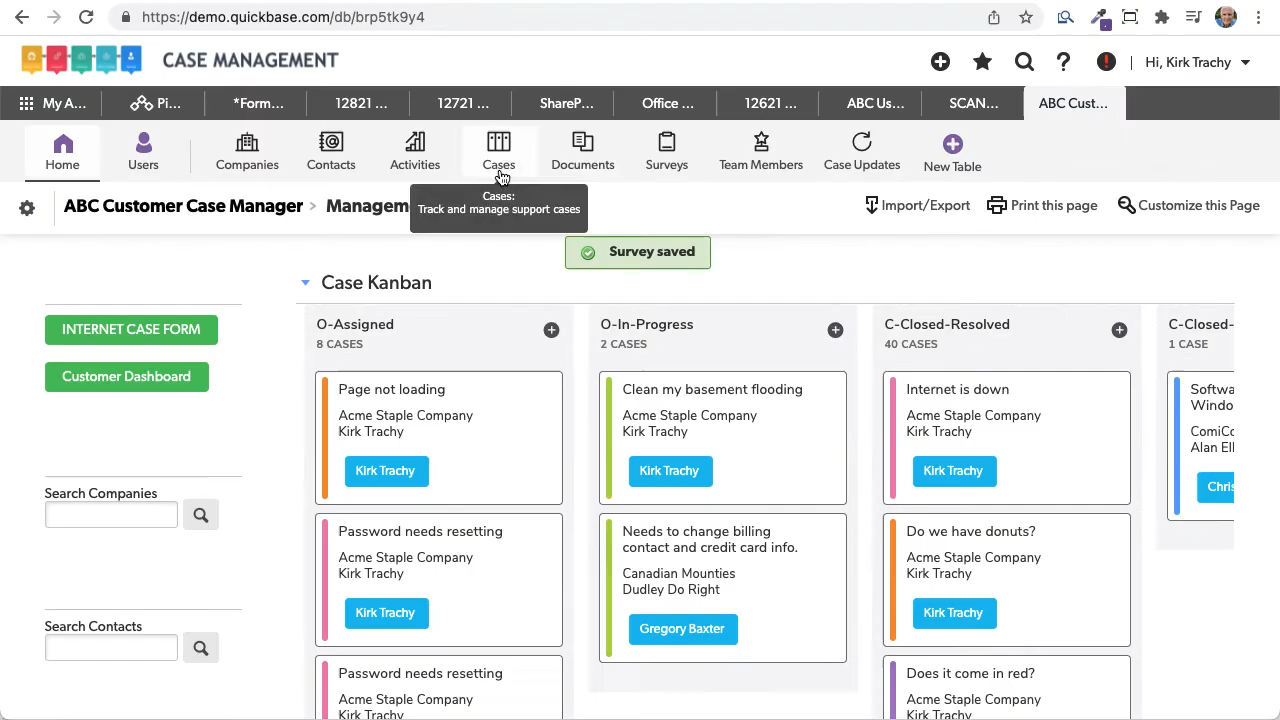 https://demo.quickbase.com/db/brp5tk9y4
CASE MANAGEMENT
Hi, Kirk Trachy
My A...
Pi...
*Form...
12821 ...
12721 ...
ShareP...
Office ...
12621 ...
ABC Us...
SCAN...
ABC Cust...
Home
Users
Companies
Contacts
Activities
Cases
Documents
Surveys
Team Members
Case Updates
New Table
Cases:
Track and manage support cases
ABC Customer Case Manager > Managem
Import/Export
Print this page
Customize this Page
Survey saved
Case Kanban
INTERNET CASE FORM
Customer Dashboard
Search Companies
Search Contacts
O-Assigned
8 CASES
Page not loading
Acme Staple Company
Kirk Trachy
Kirk Trachy
Password needs resetting
Acme Staple Company
Kirk Trachy
Kirk Trachy
Password needs resetting
Acme Staple Company
Kirk Trachy
O-In-Progress
2 CASES
Clean my basement flooding
Acme Staple Company
Kirk Trachy
Kirk Trachy
Needs to change billing
contact and credit card info.
Canadian Mounties
Dudley Do Right
Gregory Baxter
C-Closed-Resolved
40 CASES
Internet is down
Acme Staple Company
Kirk Trachy
Kirk Trachy
Do we have donuts?
Acme Staple Company
Kirk Trachy
Kirk Trachy
Does it come in red?
Acme Staple Company
Kirk Trachy
C-Closed-
1 CASE
Softwa
Windo
ComiCo
Alan Ell
Chris